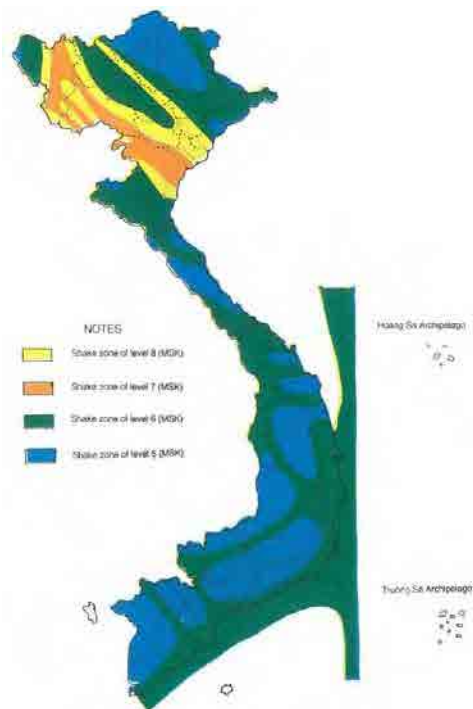 NOTES
Shake zone of level 8 (MSK)
Shake zone of level 7 (MSK)
Shake zone of level 6 (MSK)
Shake zone of level 5 (MSK)
Hoang Sa Archipelago
Truong Sa Archipelago